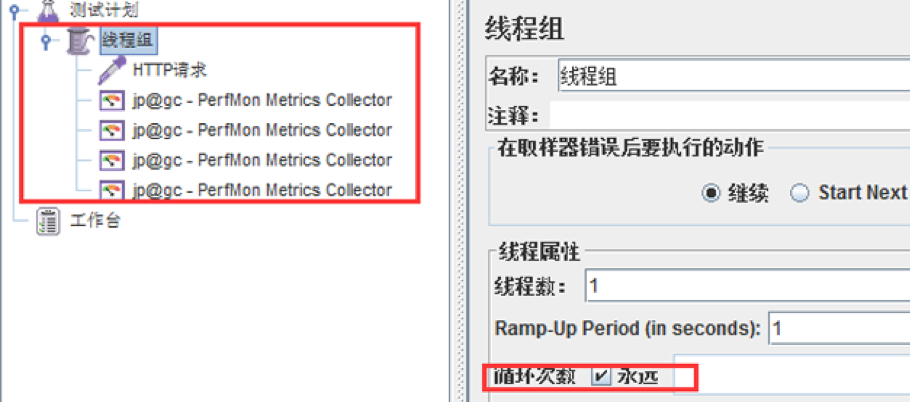 测试计划
线程组
HTTP请求
jp@gc - PerfMon Metrics Collector
jp@gc - PerfMon Metrics Collector
jp@gc - PerfMon Metrics Collector
jp@gc - PerfMon Metrics Collector
工作台
线程组
名称： 线程组
注释：
在取样器错误后要执行的动作
继续 Start Next
线程属性
线程数： 1
Ramp-Up Period (in seconds): 1
循环次数 永远